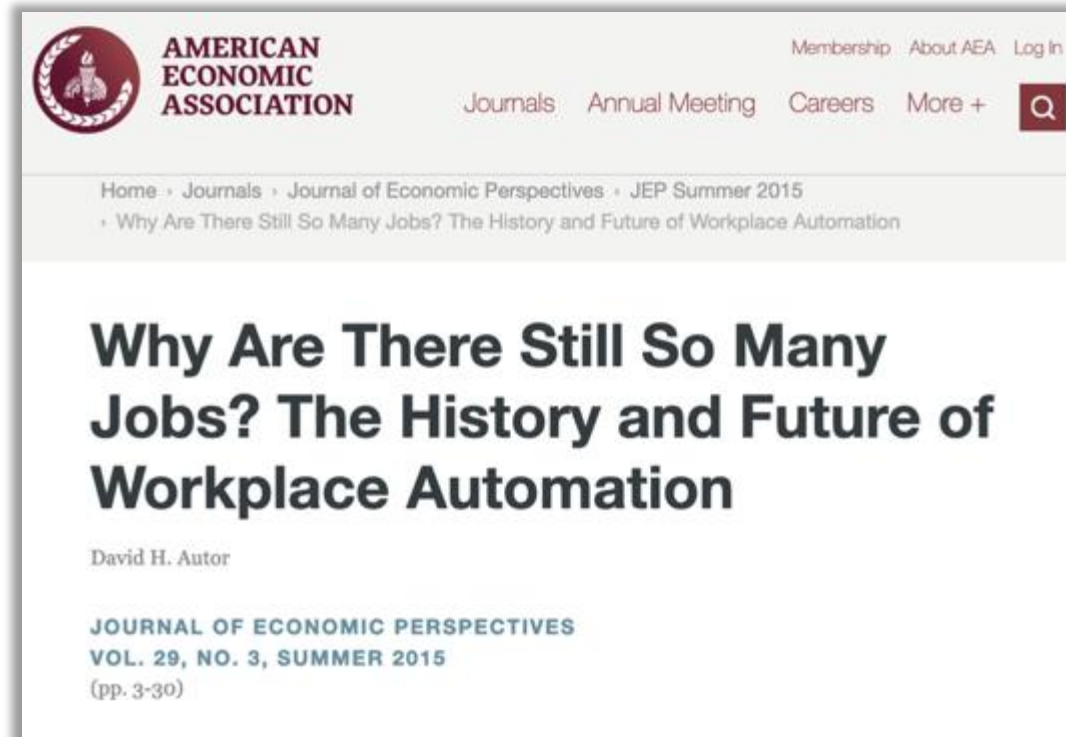 AMERICAN
ECONOMIC
ASSOCIATION
Membership About AEA Log In
Journals Annual Meeting Careers More +
Home › Journals › Journal of Economic Perspectives › JEP Summer 2015
› Why Are There Still So Many Jobs? The History and Future of Workplace Automation
Why Are There Still So Many
Jobs? The History and Future of
Workplace Automation
David H. Autor
JOURNAL OF ECONOMIC PERSPECTIVES
VOL. 29, NO. 3, SUMMER 2015
(pp. 3-30)